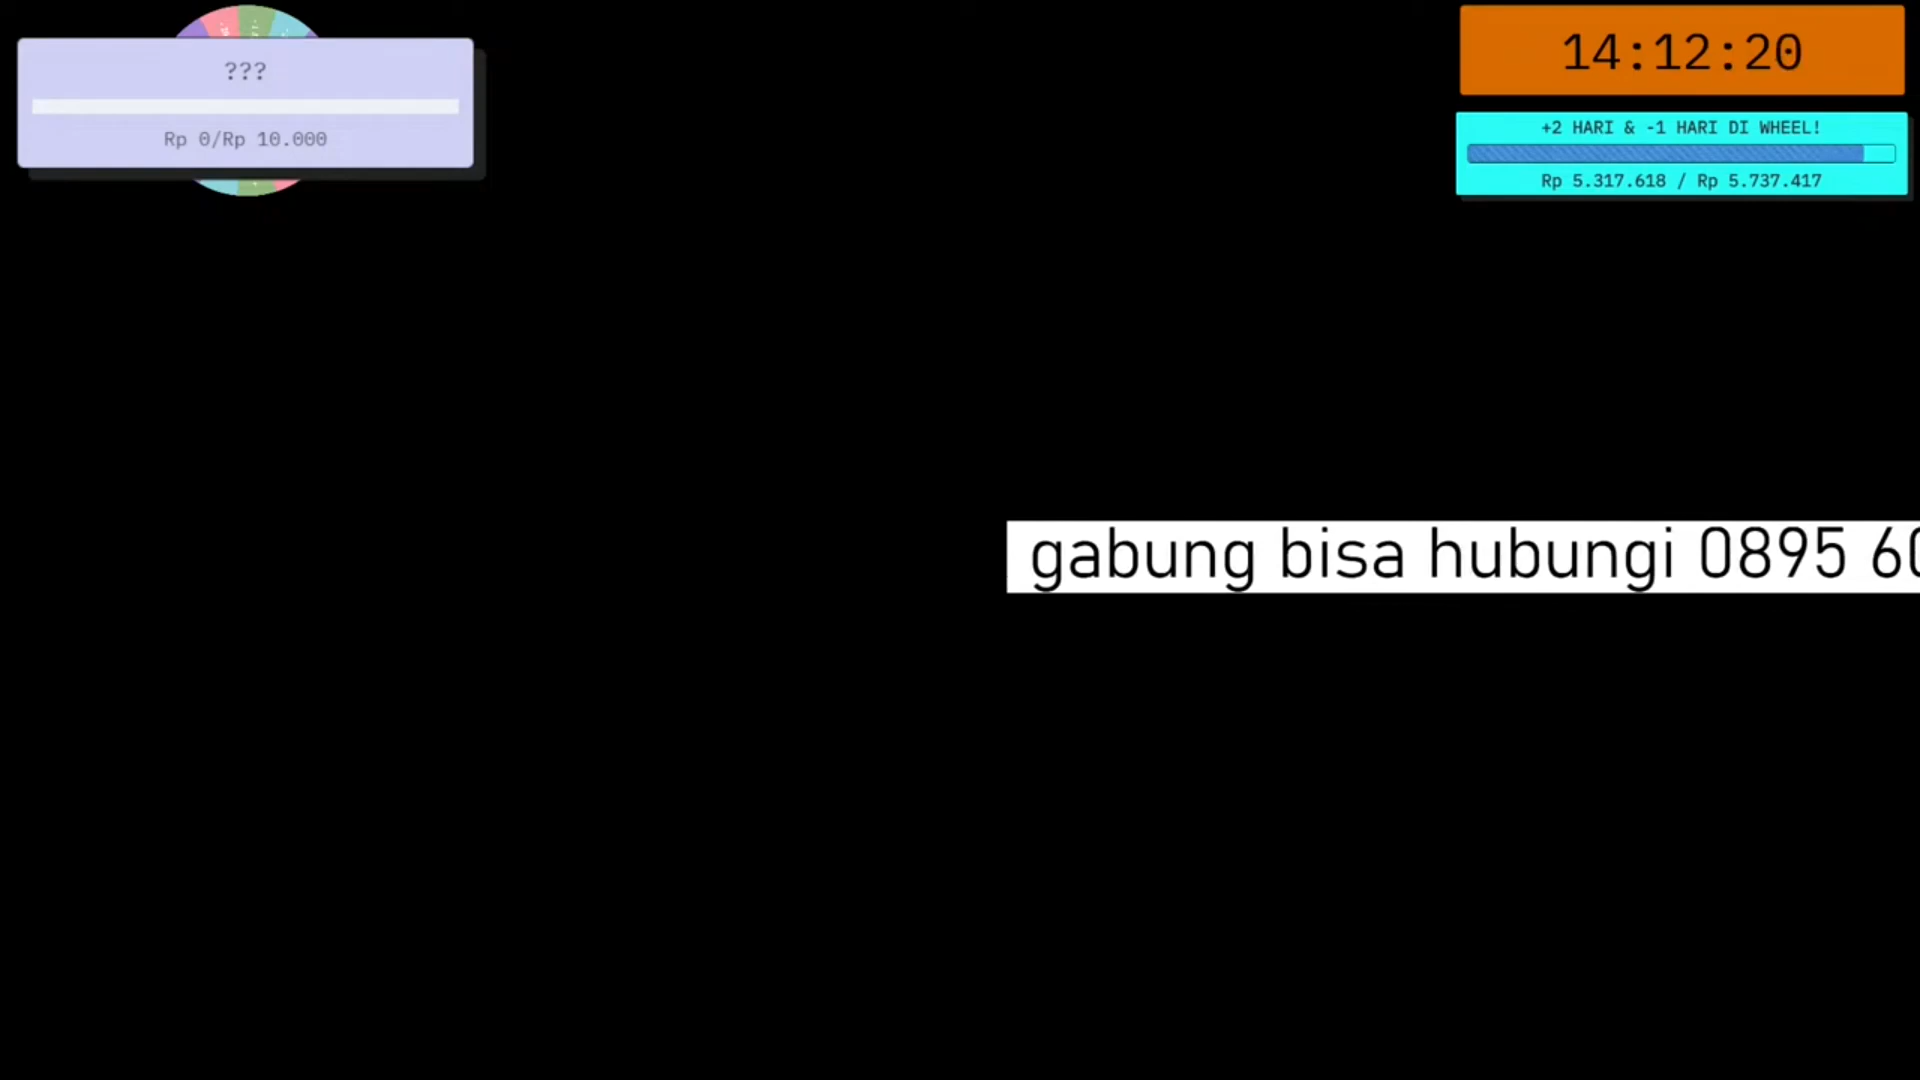 ???
Rp 0/Rp 10.000
14:12:20
+2 HARI & -1 HARI DI WHEEL!
Rp 5.317.618 / Rp 5.737.417
gabung bisa hubungi 0895 60